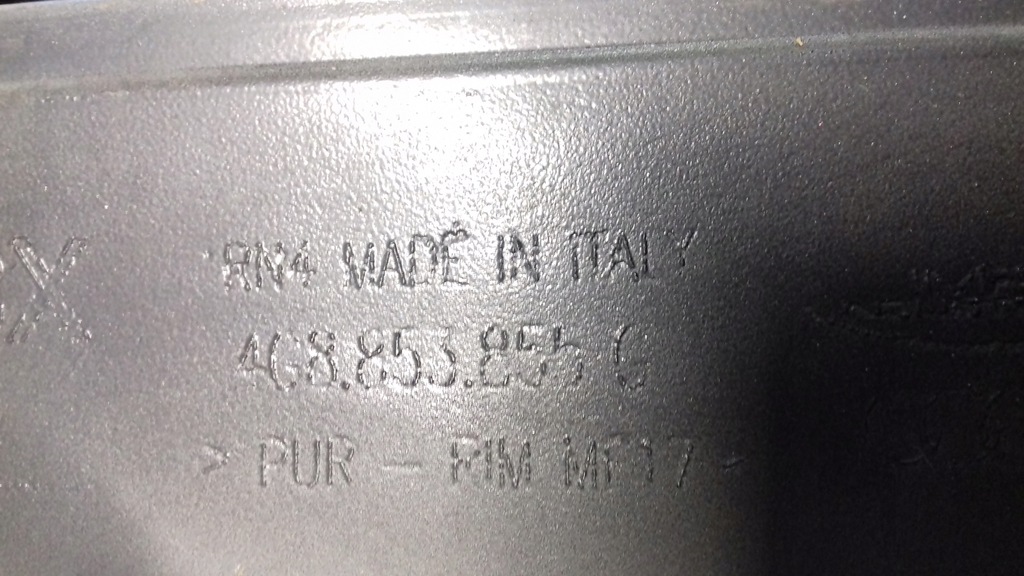 RN4 MADE IN ITALY
4G8.853.855 G
> PUR - RIM MF17 <